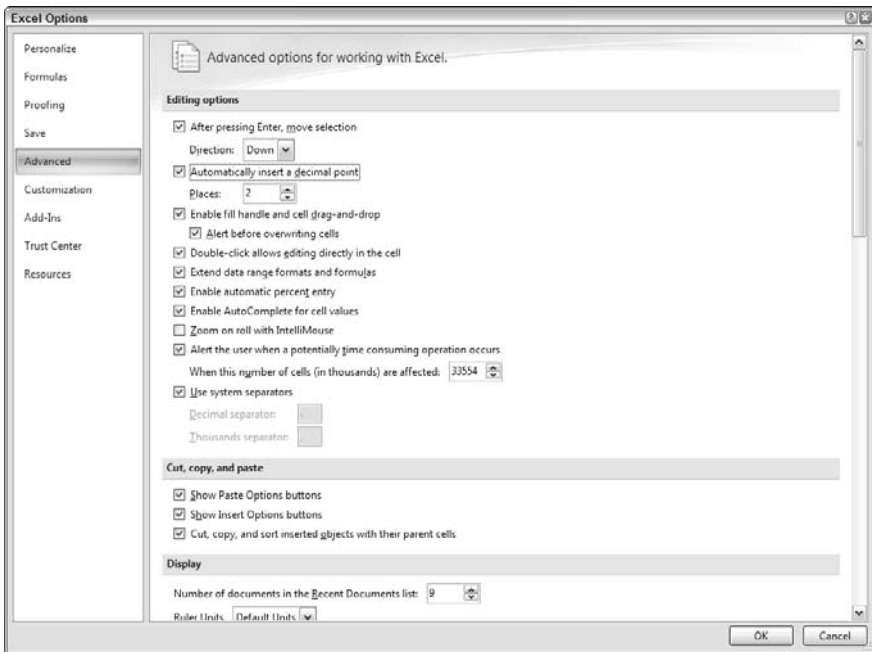 Excel Options
Personalize
Formulas
Proofing
Save
Advanced
Customization
Add-Ins
Trust Center
Resources
Advanced options for working with Excel.
Editing options
After pressing Enter, move selection
Direction: Down
Automatically insert a decimal point
Places: 2
Enable fill handle and cell drag-and-drop
Alert before overwriting cells
Double-click allows editing directly in the cell
Extend data range formats and formulas
Enable automatic percent entry
Enable AutoComplete for cell values
Zoom on roll with IntelliMouse
Alert the user when a potentially time consuming operation occurs
When this number of cells (in thousands) are affected: 33554
Use system separators
Decimal separator:
Thousands separator:
Cut, copy, and paste
Show Paste Options buttons
Show Insert Options buttons
Cut, copy, and sort inserted objects with their parent cells
Display
Number of documents in the Recent Documents list: 9
Ruler Units Default Units
OK Cancel